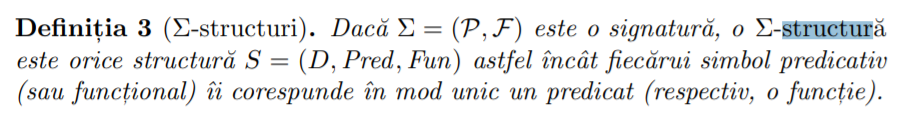 Definiția 3 (Σ-structuri). Dacă Σ = (𝒫, ℱ) este o signatură, o Σ-structură
este orice structură S = (D, Pred, Fun) astfel încât fiecărui simbol predicativ
(sau funcțional) îi corespunde în mod unic un predicat (respectiv, o funcție).